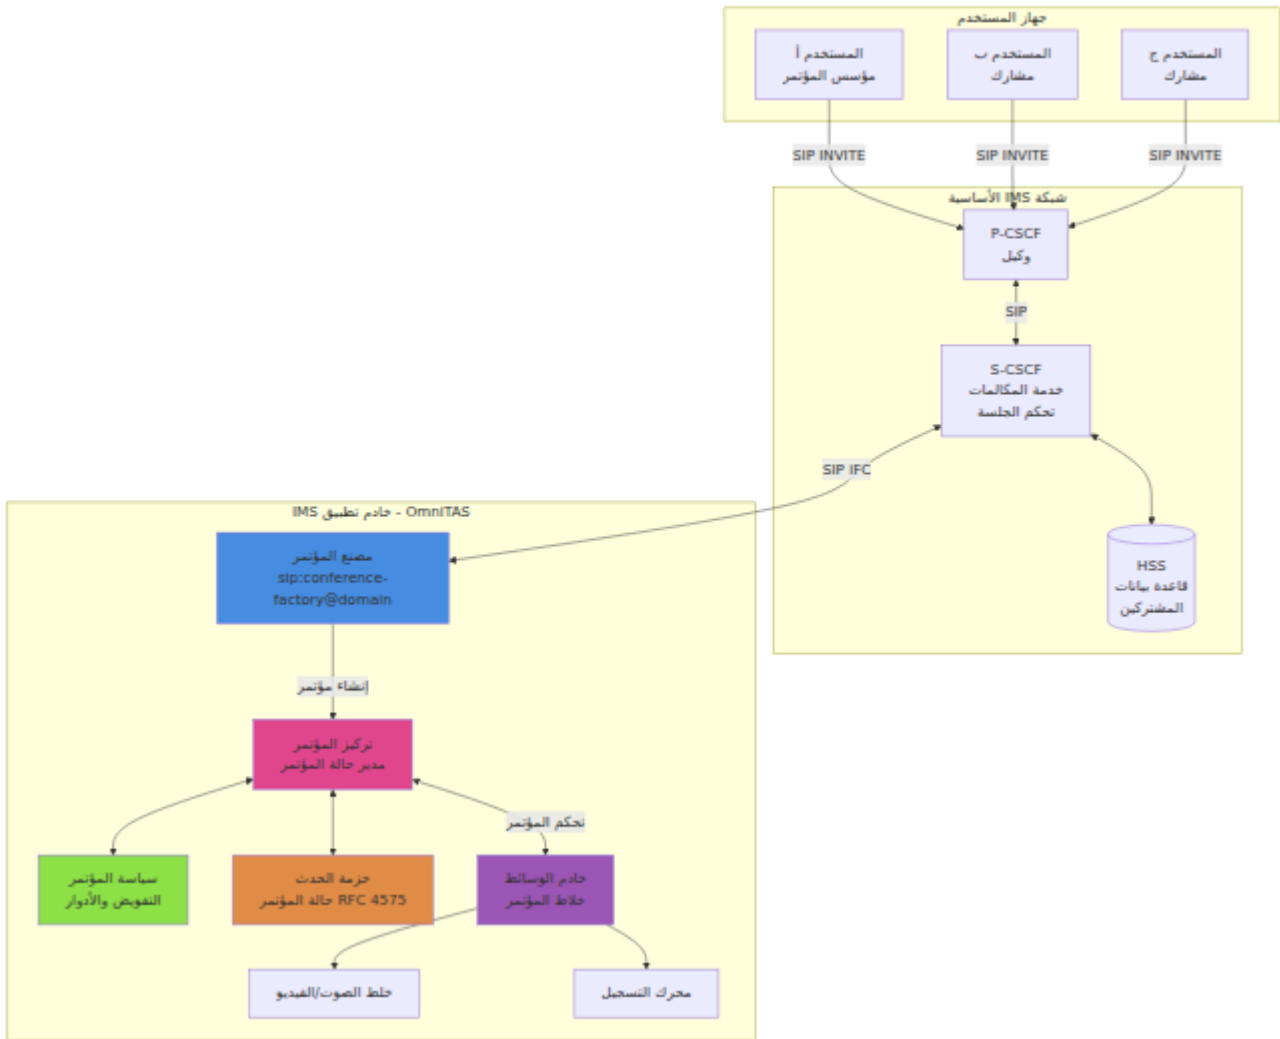 جهاز المستخدم
المستخدم أ
مؤسس المؤتمر
المستخدم ب
مشارك
المستخدم ج
مشارك
SIP INVITE
SIP INVITE
SIP INVITE
شبكة IMS الأساسية
P-CSCF
وكيل
SIP
S-CSCF
خدمة المكالمات
تحكم الجلسة
SIP IFC
HSS
قاعدة بيانات
المشتركين
OmniTAS - خادم تطبيق IMS
مصنع المؤتمر
sip:conference-
factory@domain
إنشاء مؤتمر
تركيز المؤتمر
مدير حالة المؤتمر
تحكم المؤتمر
سياسة المؤتمر
التفويض والأدوار
حزمة الحدث
RFC 4575 حالة المؤتمر
خادم الوسائط
خلاط المؤتمر
خلط الصوت/الفيديو
محرك التسجيل